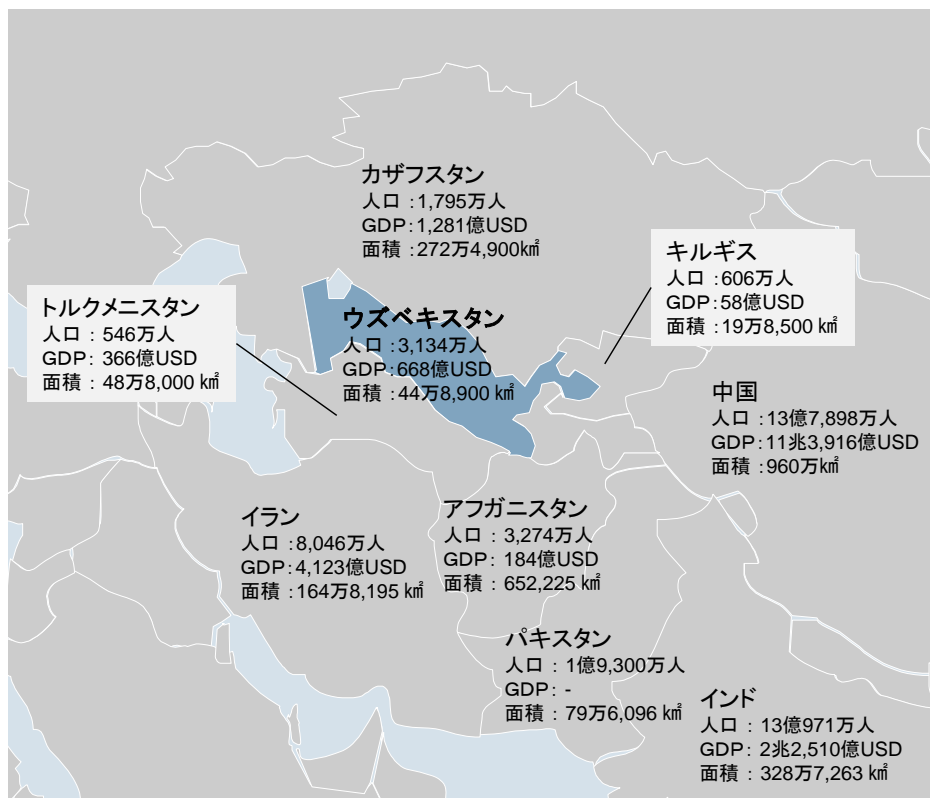 カザフスタン
人口 :1,795万人
GDP:1,281億USD
面積 :272万4,900k㎡
キルギス
人口 :606万人
GDP:58億USD
面積 :19万8,500 k㎡
トルクメニスタン
人口 : 546万人
GDP: 366億USD
面積 : 48万8,000 k㎡
ウズベキスタン
人口 :3,134万人
GDP:668億USD
面積 :44万8,900 k㎡
中国
人口 :13億7,898万人
GDP:11兆3,916億USD
面積 :960万k㎡
イラン
人口 :8,046万人
GDP:4,123億USD
面積 :164万8,195 k㎡
アフガニスタン
人口 : 3,274万人
GDP: 184億USD
面積 : 652,225 k㎡
パキスタン
人口 : 1億9,300万人
GDP: -
面積 : 79万6,096 k㎡
インド
人口 : 13億971万人
GDP: 2兆2,510億USD
面積 : 328万7,263 k㎡